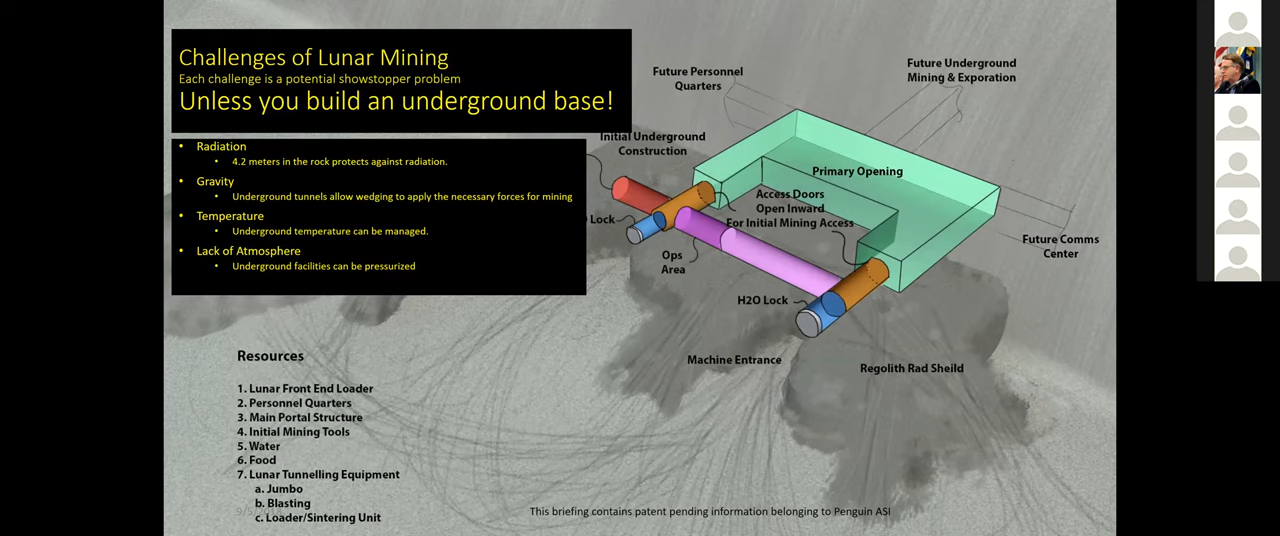 Challenges of Lunar Mining
Each challenge is a potential showstopper problem
Unless you build an underground base!
• Radiation
• 4.2 meters in the rock protects against radiation.
• Gravity
• Underground tunnels allow wedging to apply the necessary forces for mining
• Temperature
• Underground temperature can be managed.
• Lack of Atmosphere
• Underground facilities can be pressurized
Future Personnel
Quarters
Future Underground
Mining & Exporation
Initial Underground
Construction
Primary Opening
Access Doors
Open Inward
For Initial Mining Access
Lock
Ops
Area
Future Comms
Center
H2O Lock
Machine Entrance
Regolith Rad Sheild
Resources
1. Lunar Front End Loader
2. Personnel Quarters
3. Main Portal Structure
4. Initial Mining Tools
5. Water
6. Food
7. Lunar Tunnelling Equipment
a. Jumbo
b. Blasting
c. Loader/Sintering Unit
This briefing contains patent pending information belonging to Penguin ASI